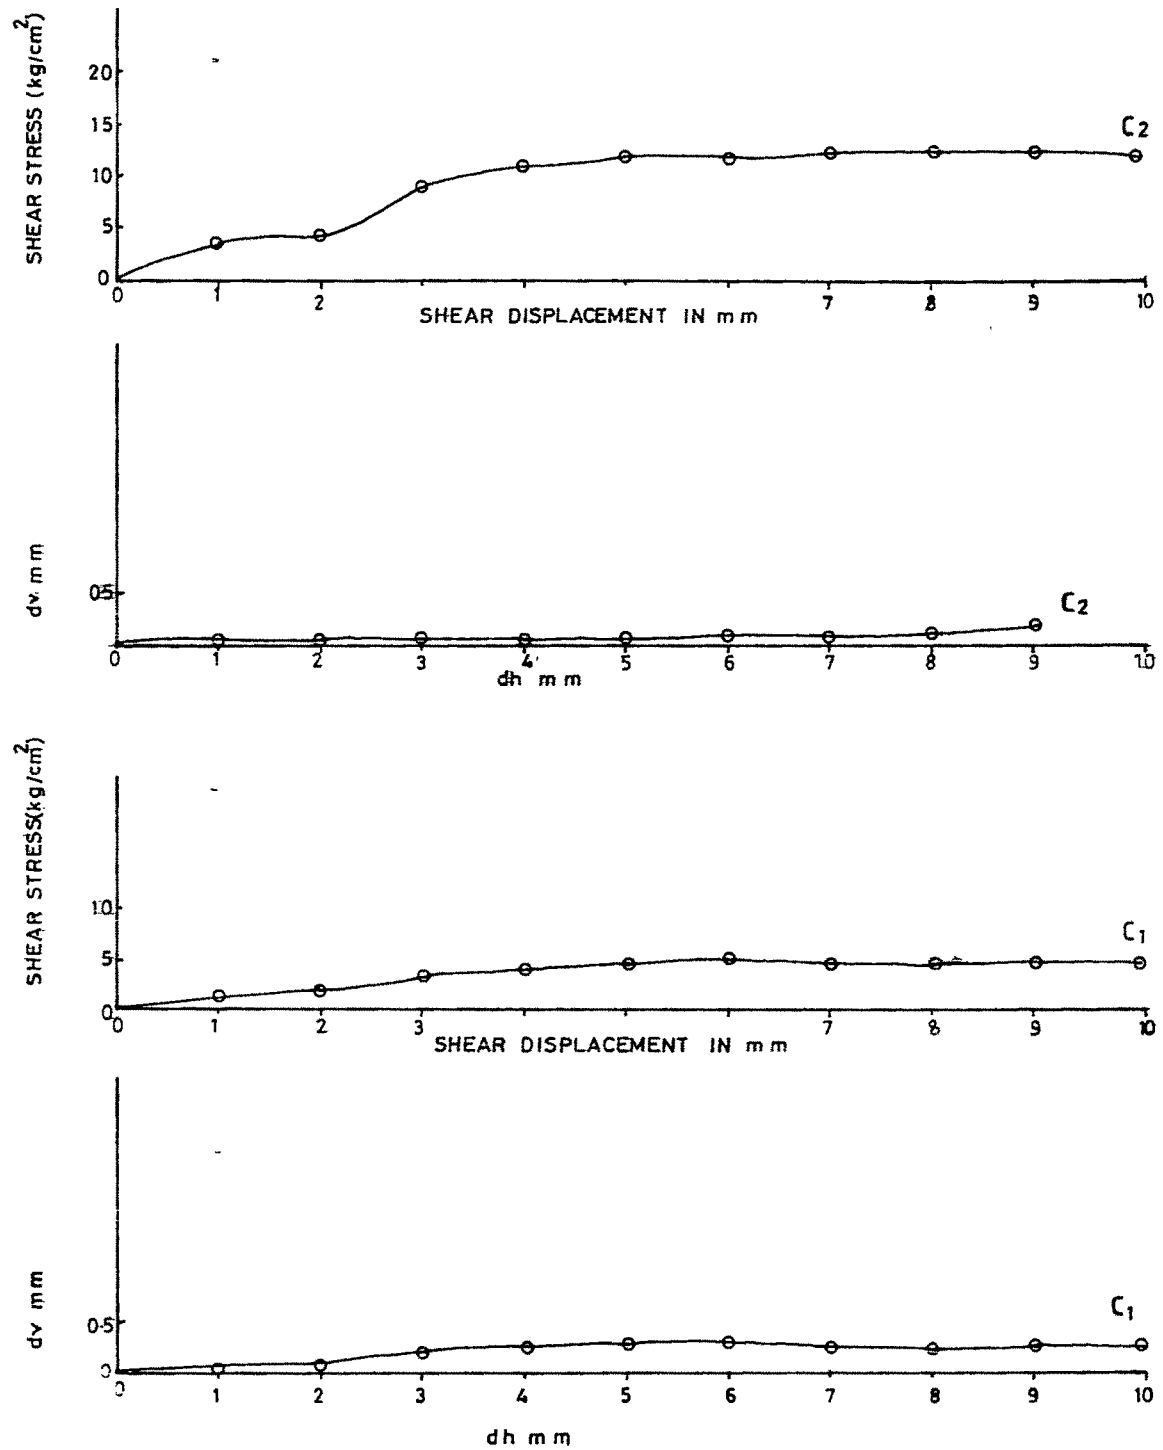 SHEAR STRESS (kg/cm²)
20
15
10
5
0
C2
0 1 2 7 8 9 10
SHEAR DISPLACEMENT IN mm
dv mm
0.5
C2
0 1 2 3 4 5 6 7 8 9 10
dh mm
SHEAR STRESS(kg/cm²)
10
5
0
C1
0 1 2 3 7 8 9 10
SHEAR DISPLACEMENT IN mm
dv mm
0.5
0
C1
0 1 2 3 4 5 6 7 8 9 10
dh mm